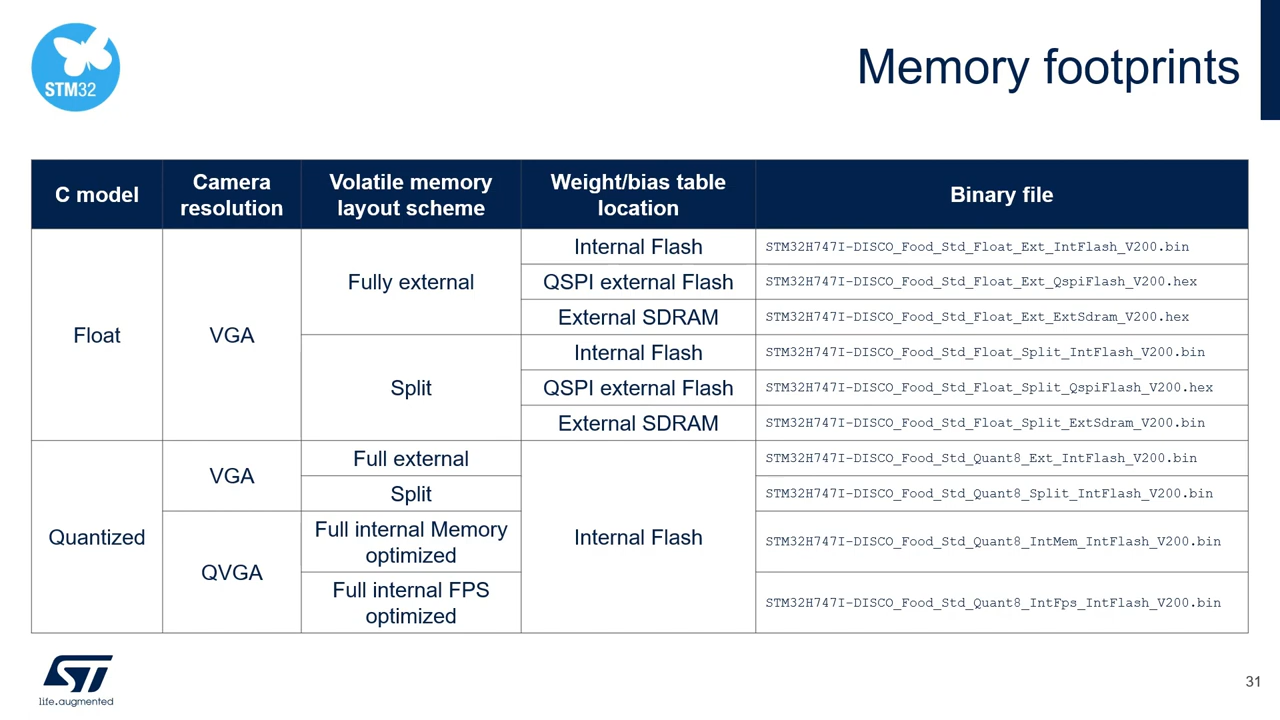 STM32
Memory footprints
C model
Camera
resolution
Volatile memory
layout scheme
Weight/bias table
location
Binary file
Float
VGA
Fully external
Internal Flash
STM32H747I-DISCO_Food_Std_Float_Ext_IntFlash_V200.bin
QSPI external Flash
STM32H747I-DISCO_Food_Std_Float_Ext_QspiFlash_V200.hex
External SDRAM
STM32H747I-DISCO_Food_Std_Float_Ext_ExtSdram_V200.hex
Split
Internal Flash
STM32H747I-DISCO_Food_Std_Float_Split_IntFlash_V200.bin
QSPI external Flash
STM32H747I-DISCO_Food_Std_Float_Split_QspiFlash_V200.hex
External SDRAM
STM32H747I-DISCO_Food_Std_Float_Split_ExtSdram_V200.bin
Quantized
VGA
Full external
Internal Flash
STM32H747I-DISCO_Food_Std_Quant8_Ext_IntFlash_V200.bin
Split
STM32H747I-DISCO_Food_Std_Quant8_Split_IntFlash_V200.bin
QVGA
Full internal Memory
optimized
STM32H747I-DISCO_Food_Std_Quant8_IntMem_IntFlash_V200.bin
Full internal FPS
optimized
STM32H747I-DISCO_Food_Std_Quant8_IntFps_IntFlash_V200.bin
ST
life.augmented
31